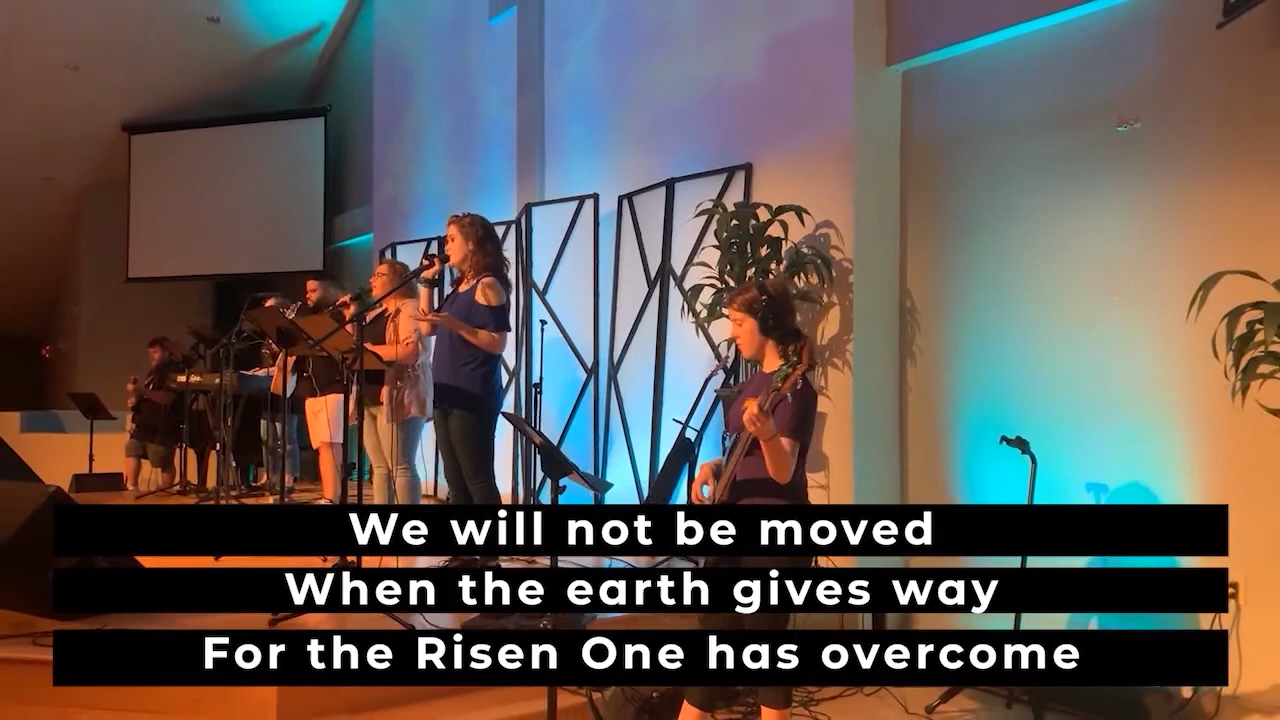 We will not be moved
When the earth gives way
For the Risen One has overcome